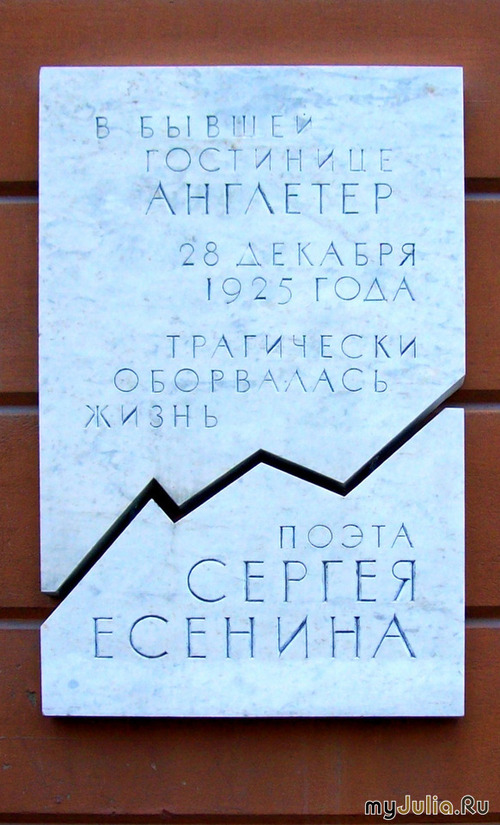 В БЫВШЕЙ
ГОСТИНИЦЕ
АНГЛЕТЕР
28 ДЕКАБРЯ
1925 ГОДА
ТРАГИЧЕСКИ
ОБОРВАЛАСЬ
ЖИЗНЬ
ПОЭТА
СЕРГЕЯ
ЕСЕНИНА
myJulia.Ru